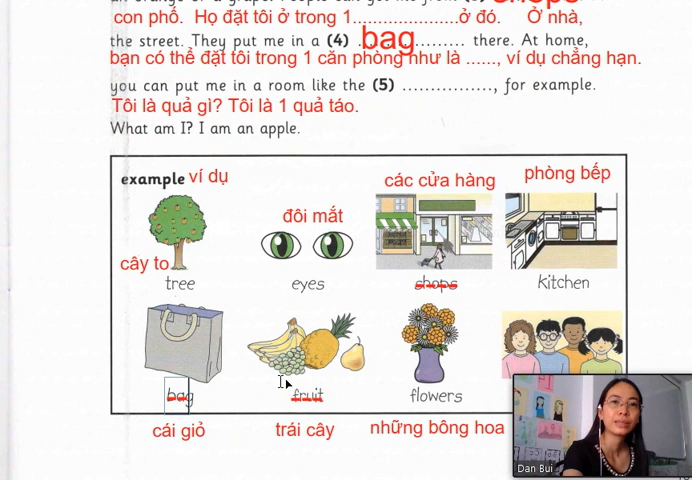 shops
con phố. Họ đặt tôi ở trong 1....................ở đó. Ở nhà,
the street. They put me in a (4) bag there. At home,
bạn có thể đặt tôi trong 1 căn phòng như là ......, ví dụ chẳng hạn.
you can put me in a room like the (5) ................, for example.
Tôi là quả gì? Tôi là 1 quả táo.
What am I? I am an apple.
example ví dụ
các cửa hàng
phòng bếp
đôi mắt
cây to
tree
eyes
shops
kitchen
bag
fruit
flowers
cái giỏ
trái cây
những bông hoa
Dan Bui